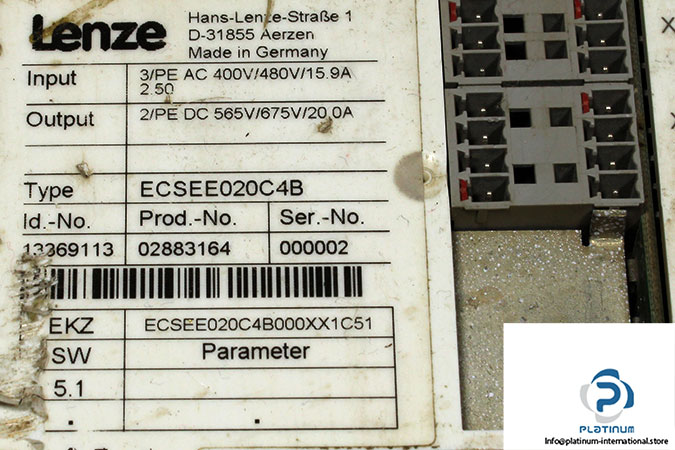 Lenze
Hans-Lenze-Straße 1
D-31855 Aerzen
Made in Germany
Input 3/PE AC 400V/480V/15.9A
2.50
Output 2/PE DC 565V/675V/20.0A
Type ECSEE020C4B
Id.-No. Prod.-No. Ser.-No.
13369113 02883164 000002
EKZ ECSEE020C4B000XX1C51
SW Parameter
5.1
. .
X
X
PLATINUM
Info@platinum-international.store